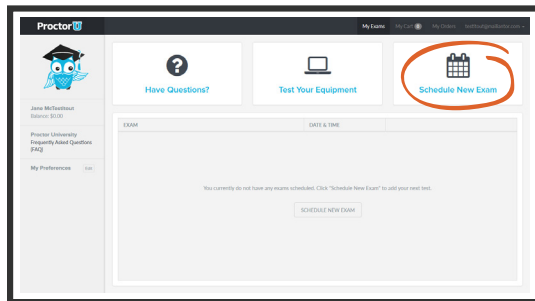 ProctorU
My Exams My Cart My Orders
Have Questions?
Test Your Equipment
Schedule New Exam
Jane McTesttout
Balance: $0.00
Proctor University
Frequently Asked Questions
(FAQ)
My Preferences Edit
EXAM DATE & TIME
You currently do not have any exams scheduled. Click "Schedule New Exam" to add your next test.
SCHEDULE NEW EXAM